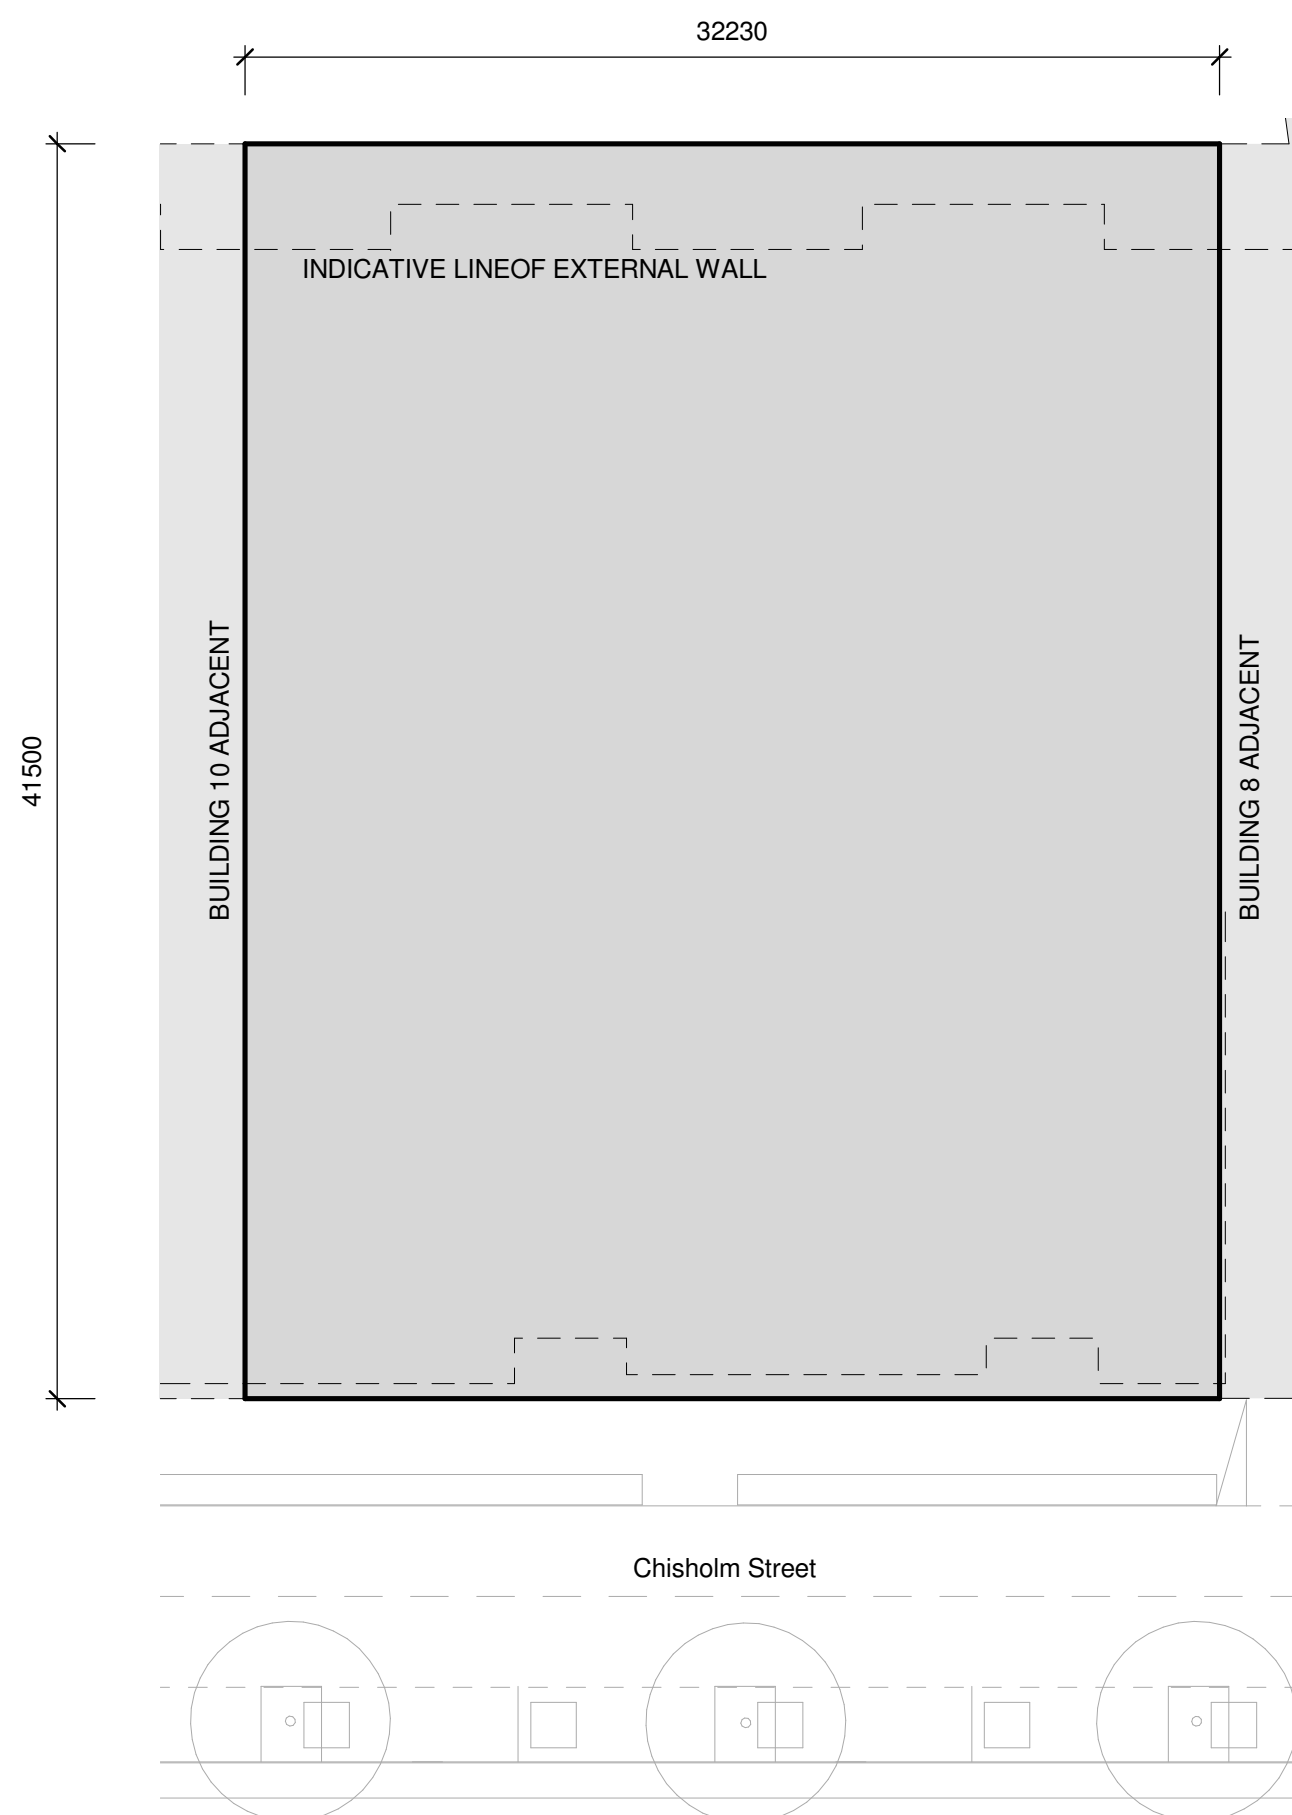 32230
INDICATIVE LINEOF EXTERNAL WALL
BUILDING 10 ADJACENT
BUILDING 8 ADJACENT
41500
Chisholm Street